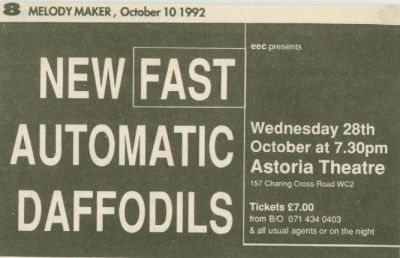 8 MELODY MAKER, October 10 1992
NEW FAST
AUTOMATIC
DAFFODILS
eec presents
Wednesday 28th
October at 7.30pm
Astoria Theatre
157 Charing Cross Road WC2
Tickets £7.00
from B/O 071 434 0403
& all usual agents or on the night